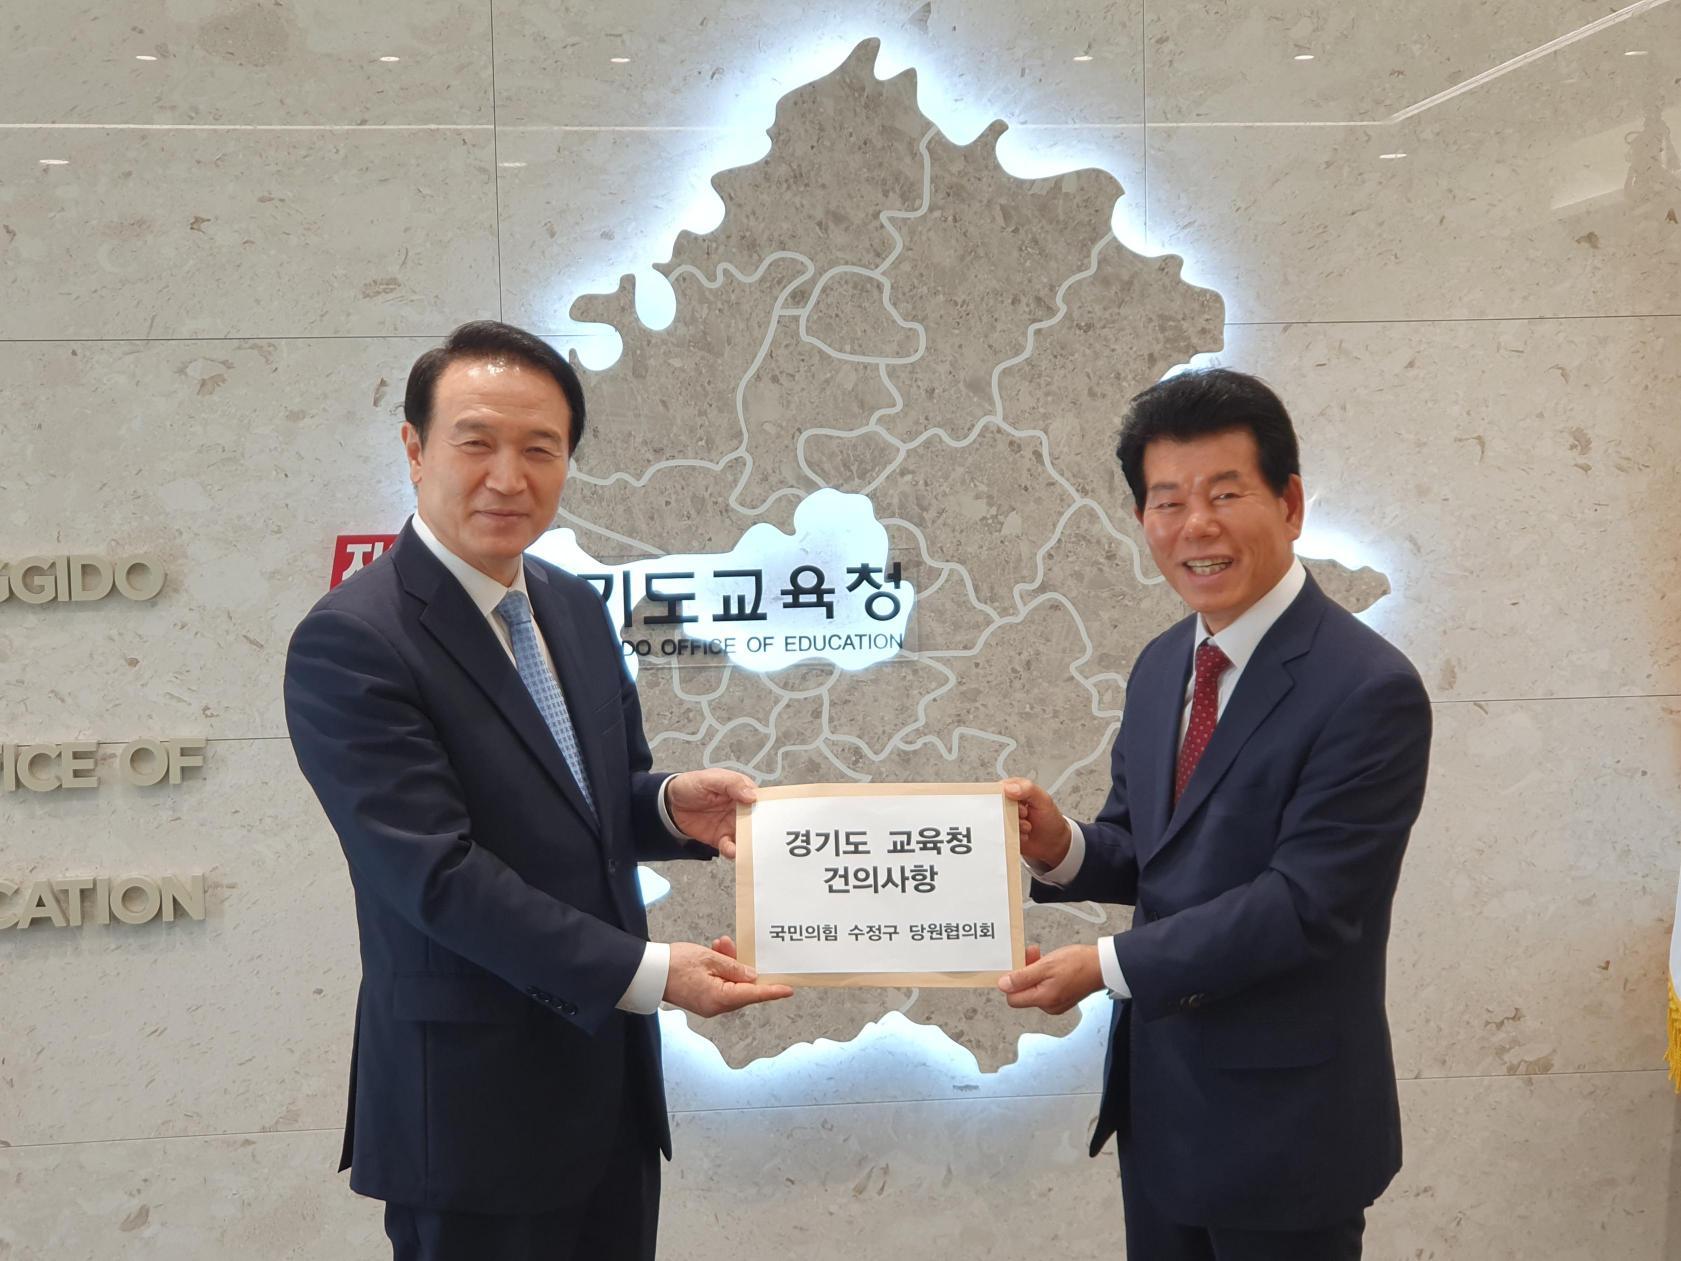 GGIDO
ICE OF
CATION
기도교육청
DO OFFICE OF EDUCATION
경기도 교육청
건의사항
국민의힘 수정구 당원협의회